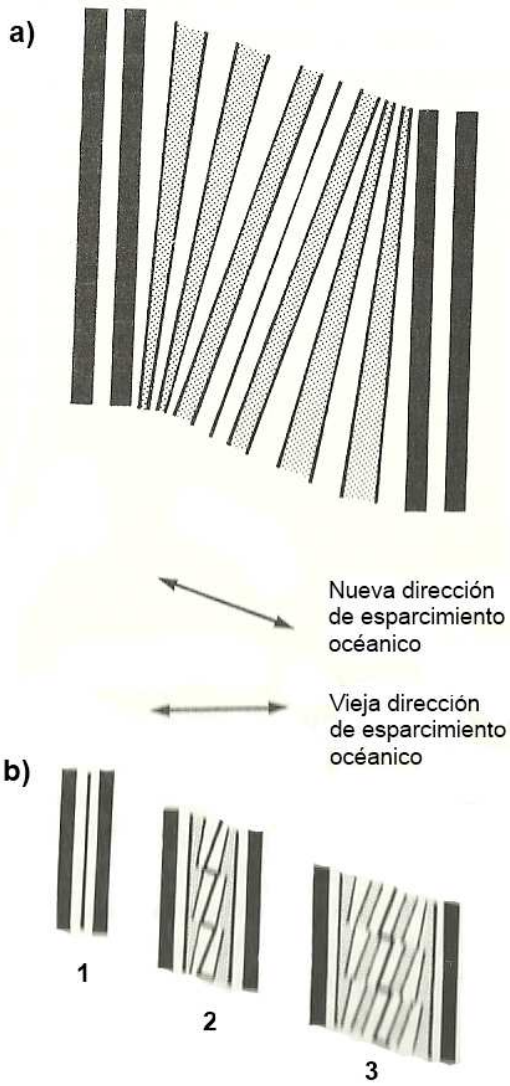 a)
Nueva dirección
de esparcimiento
océanico
Vieja dirección
de esparcimiento
océanico
b)
1
2
3